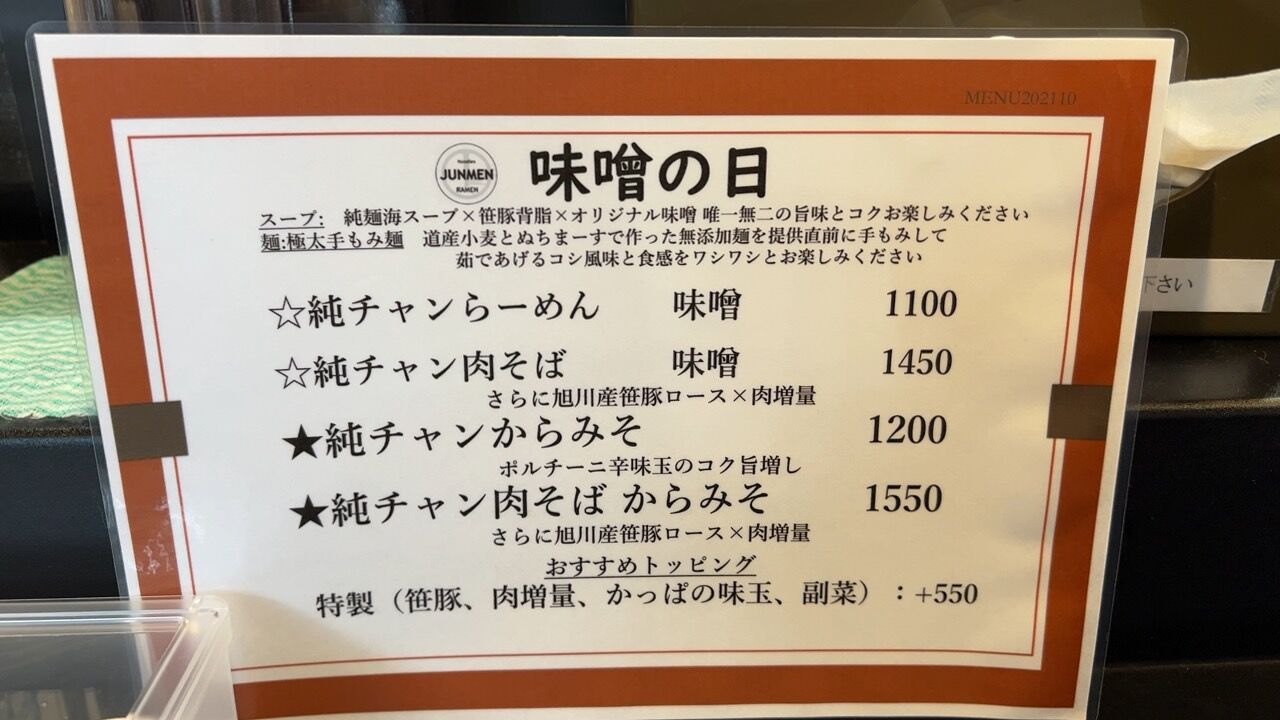 MENU202110
Noodles
JUNMEN
RAMEN
味噌の日
スープ: 純麺海スープ×笹豚背脂×オリジナル味噌 唯一無二の旨味とコクお楽しみください
麺:極太手もみ麺 道産小麦とぬちまーすで作った無添加麺を提供直前に手もみして
茹であげるコシ風味と食感をワシワシとお楽しみください
☆純チャンらーめん 味噌 1100
☆純チャン肉そば 味噌 1450
さらに旭川産笹豚ロース×肉増量
★純チャンからみそ 1200
ポルチーニ辛味玉のコク旨増し
★純チャン肉そば からみそ 1550
さらに旭川産笹豚ロース×肉増量
おすすめトッピング
特製（笹豚、肉増量、かっぱの味玉、副菜）：+550
下さい